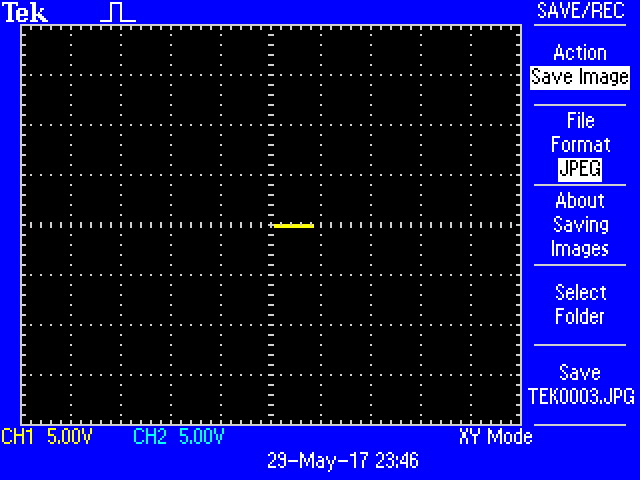 Tek
SAVE/REC
Action
Save Image
File
Format
JPEG
About
Saving
Images
Select
Folder
Save
TEK0003.JPG
CH1 5.00V CH2 5.00V XY Mode
29-May-17 23:46